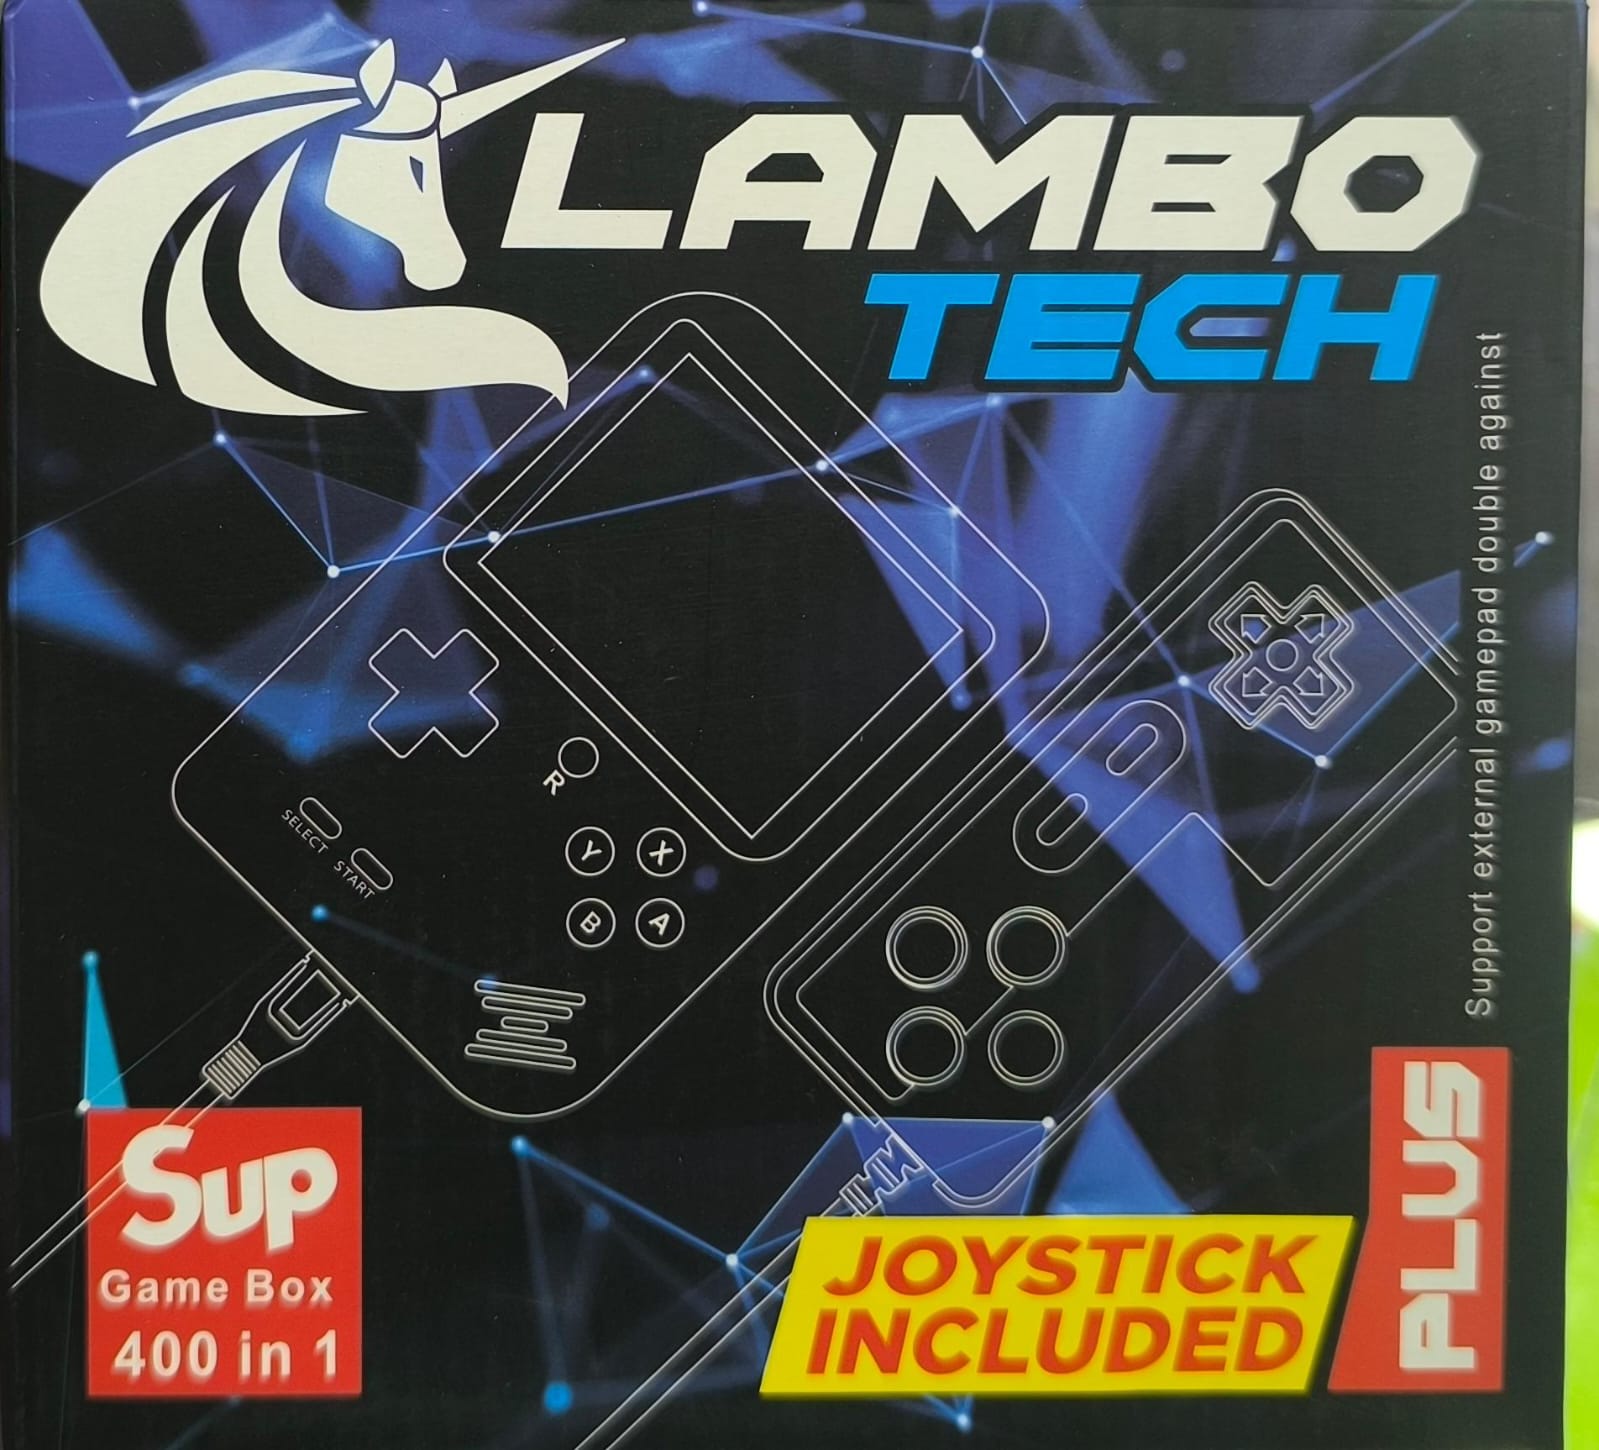 LAMBO
TECH
Support external gamepad double against
R
SELECT START
Y X
B A
Sup
Game Box
400 in 1
JOYSTICK
INCLUDED
PLUS